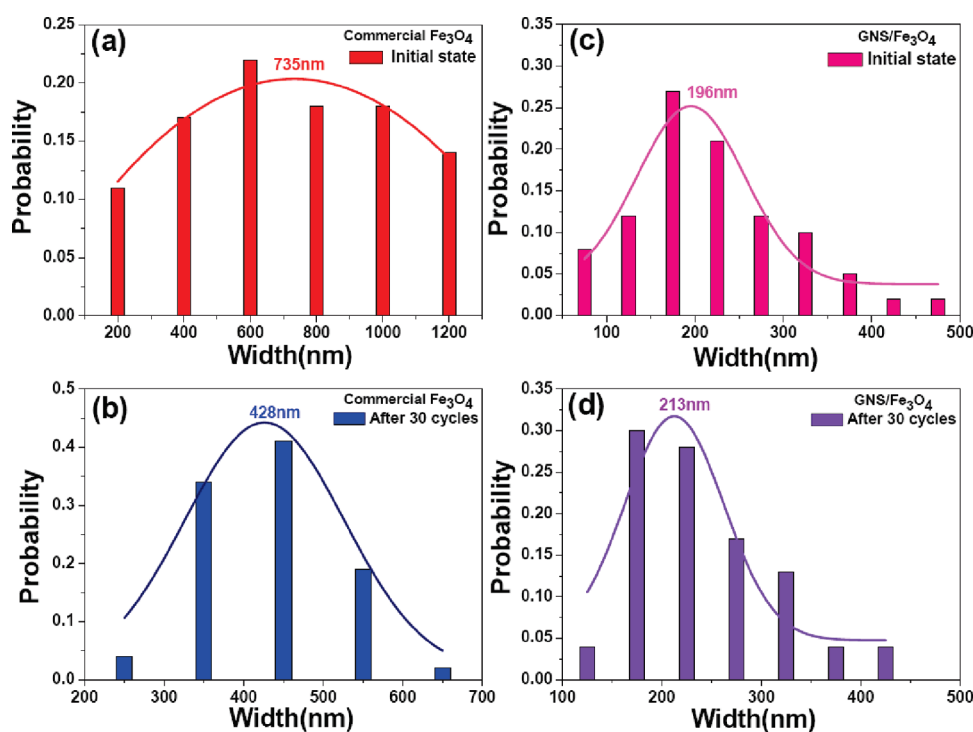 (a)
Commercial Fe₃O₄
Initial state
735nm
0.25
0.20
0.15
0.10
0.05
0.00
Probability
200 400 600 800 1000 1200
Width(nm)
(c)
GNS/Fe₃O₄
Initial state
196nm
0.35
0.30
0.25
0.20
0.15
0.10
0.05
0.00
Probability
100 200 300 400 500
Width(nm)
(b)
Commercial Fe₃O₄
After 30 cycles
428nm
0.5
0.4
0.3
0.2
0.1
0.0
Probability
200 300 400 500 600 700
Width(nm)
(d)
GNS/Fe₃O₄
After 30 cycles
213nm
0.35
0.30
0.25
0.20
0.15
0.10
0.05
0.00
Probability
100 200 300 400 500
Width(nm)